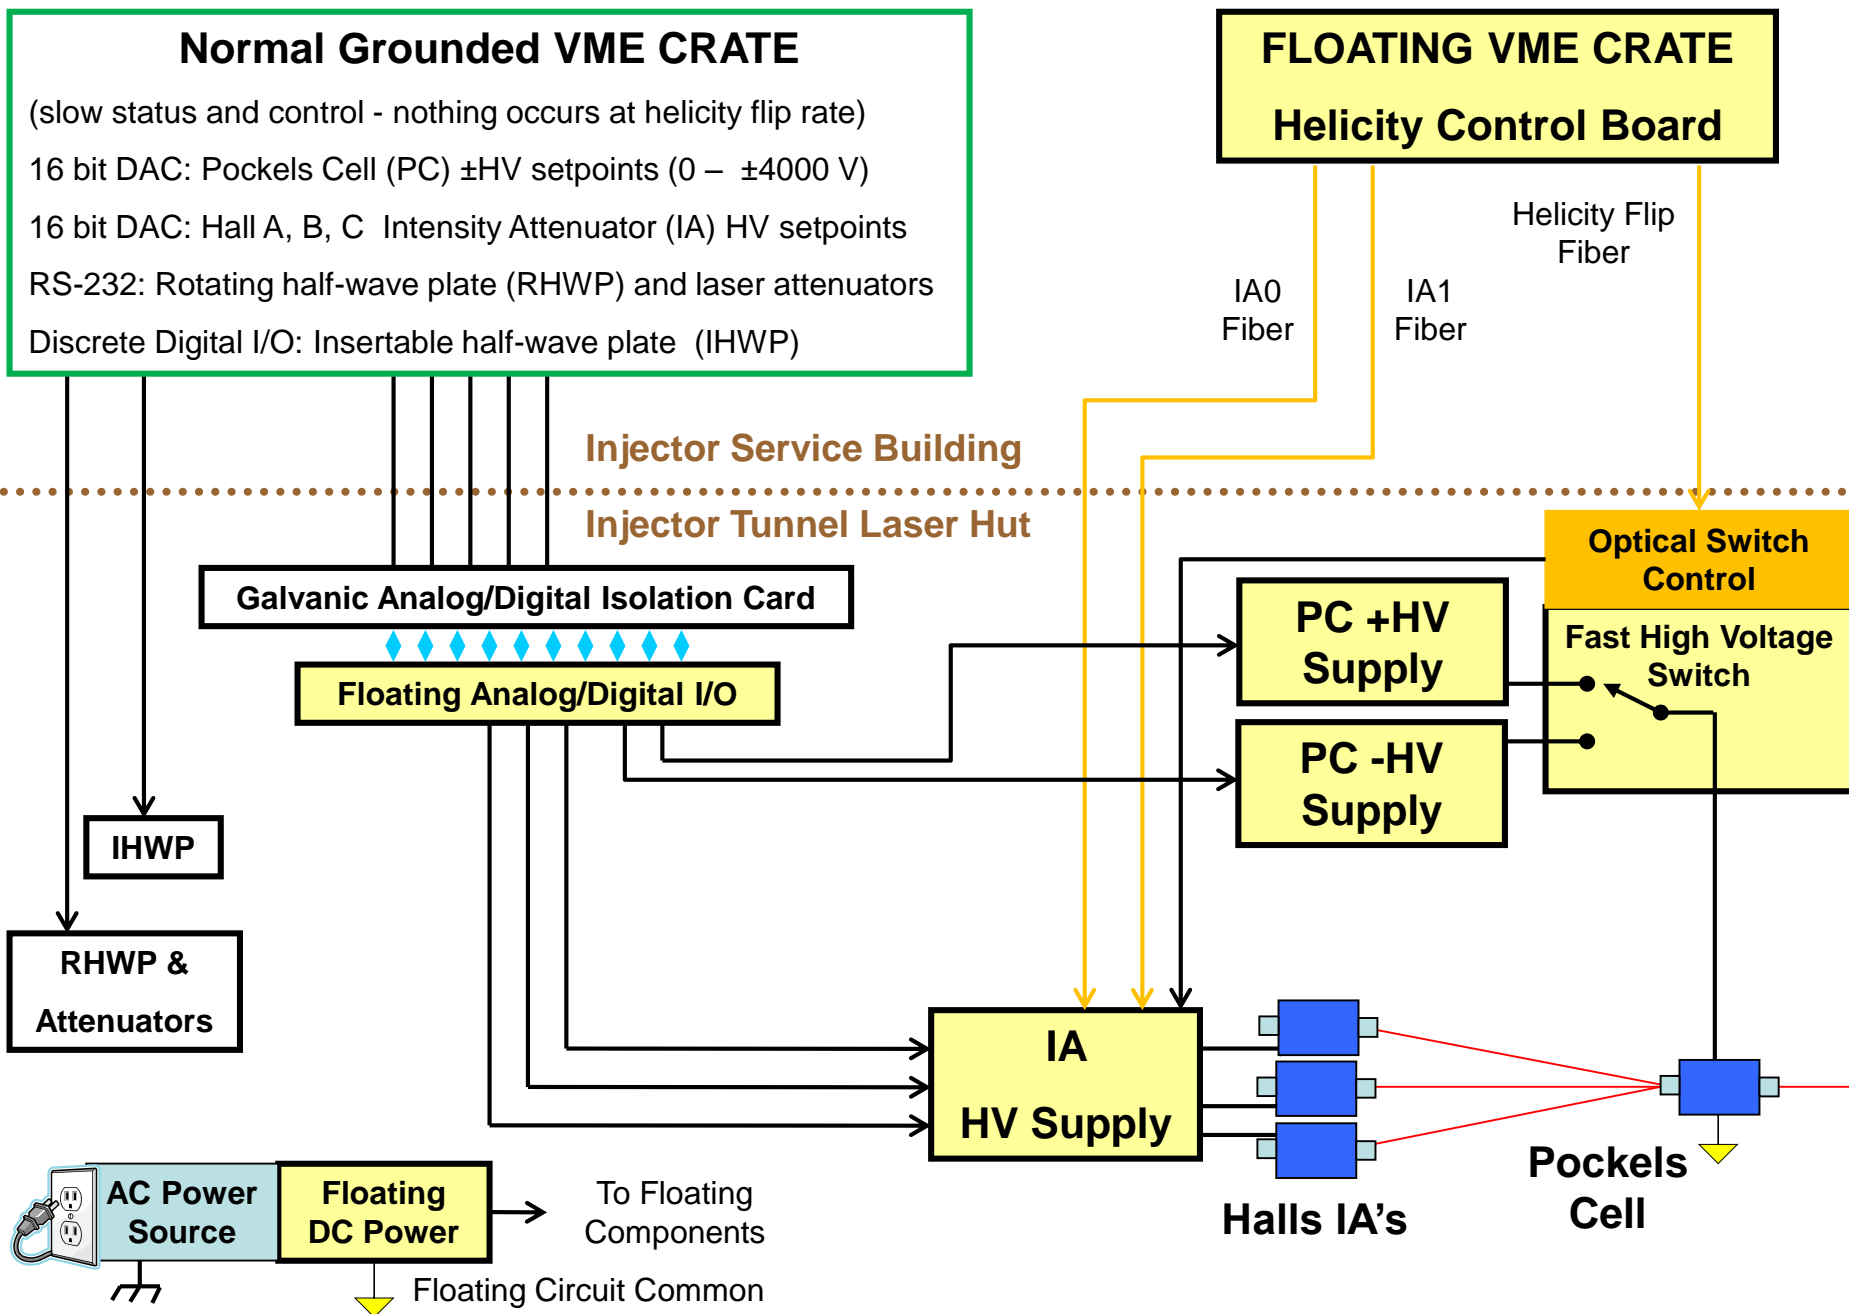 Normal Grounded VME CRATE
(slow status and control - nothing occurs at helicity flip rate)
16 bit DAC: Pockels Cell (PC) ±HV setpoints (0 – ±4000 V)
16 bit DAC: Hall A, B, C Intensity Attenuator (IA) HV setpoints
RS-232: Rotating half-wave plate (RHWP) and laser attenuators
Discrete Digital I/O: Insertable half-wave plate (IHWP)
FLOATING VME CRATE
Helicity Control Board
Helicity Flip
Fiber
IA0
Fiber
IA1
Fiber
Injector Service Building
Injector Tunnel Laser Hut
Optical Switch
Control
Galvanic Analog/Digital Isolation Card
Floating Analog/Digital I/O
PC +HV
Supply
Fast High Voltage
Switch
PC -HV
Supply
IHWP
RHWP &
Attenuators
IA
HV Supply
Halls IA's
Pockels
Cell
AC Power
Source
Floating
DC Power
To Floating
Components
Floating Circuit Common